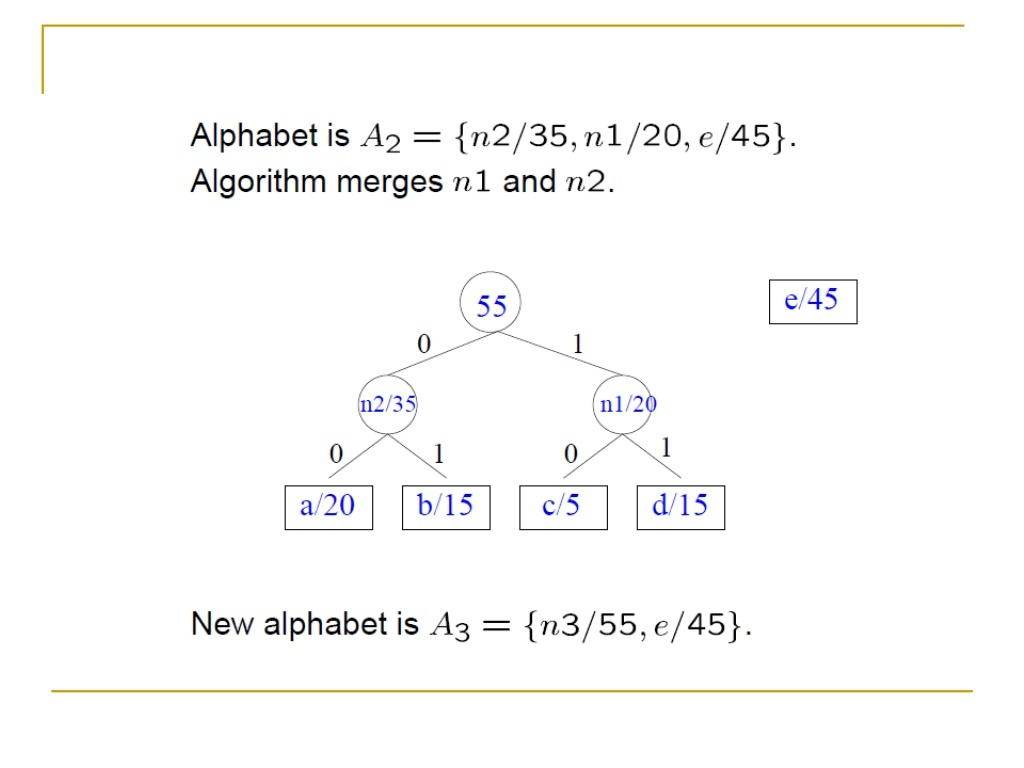 Alphabet is A₂ = {n2/35, n1/20, e/45}.
Algorithm merges n1 and n2.
55
e/45
0
1
n2/35
n1/20
0
1
0
1
a/20
b/15
c/5
d/15
New alphabet is A₃ = {n3/55, e/45}.